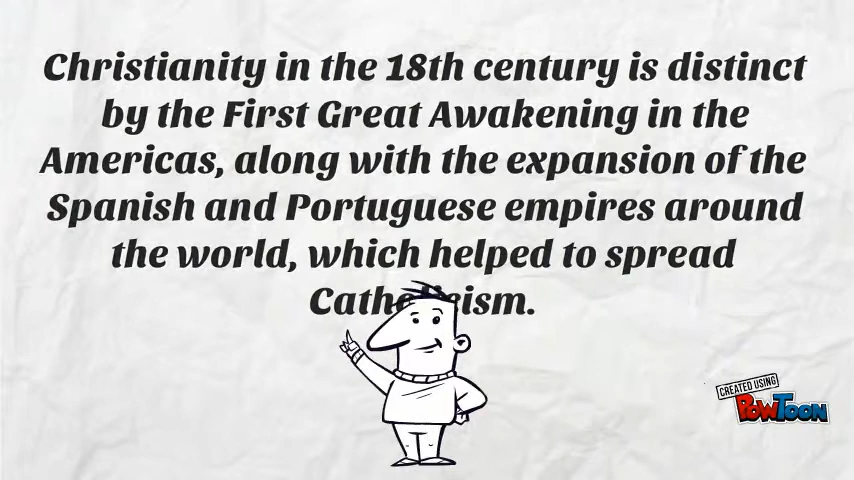 Christianity in the 18th century is distinct
by the First Great Awakening in the
Americas, along with the expansion of the
Spanish and Portuguese empires around
the world, which helped to spread
Catholicism.
CREATED USING
POWTOON